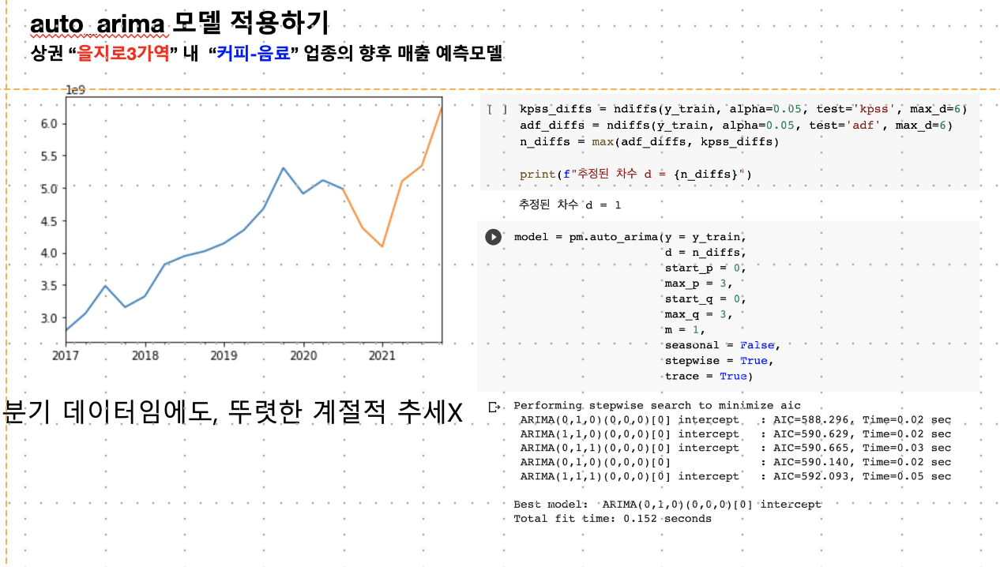 auto_arima 모델 적용하기
상권 “을지로3가역” 내 “커피-음료” 업종의 향후 매출 예측모델
1e9
6.0
5.5
5.0
4.5
4.0
3.5
3.0
2017 2018 2019 2020 2021
분기 데이터임에도, 뚜렷한 계절적 추세X
[ ] kpss_diffs = ndiffs(y_train, alpha=0.05, test='kpss', max_d=6)
adf_diffs = ndiffs(y_train, alpha=0.05, test='adf', max_d=6)
n_diffs = max(adf_diffs, kpss_diffs)
print(f"추정된 차수 d = {n_diffs}")
추정된 차수 d = 1
model = pm.auto_arima(y = y_train,
d = n_diffs,
start_p = 0,
max_p = 3,
start_q = 0,
max_q = 3,
m = 1,
seasonal = False,
stepwise = True,
trace = True)
Performing stepwise search to minimize aic
ARIMA(0,1,0)(0,0,0)[0] intercept : AIC=588.296, Time=0.02 sec
ARIMA(1,1,0)(0,0,0)[0] intercept : AIC=590.629, Time=0.02 sec
ARIMA(0,1,1)(0,0,0)[0] intercept : AIC=590.665, Time=0.03 sec
ARIMA(0,1,0)(0,0,0)[0] : AIC=590.140, Time=0.02 sec
ARIMA(1,1,1)(0,0,0)[0] intercept : AIC=592.093, Time=0.05 sec
Best model: ARIMA(0,1,0)(0,0,0)[0] intercept
Total fit time: 0.152 seconds